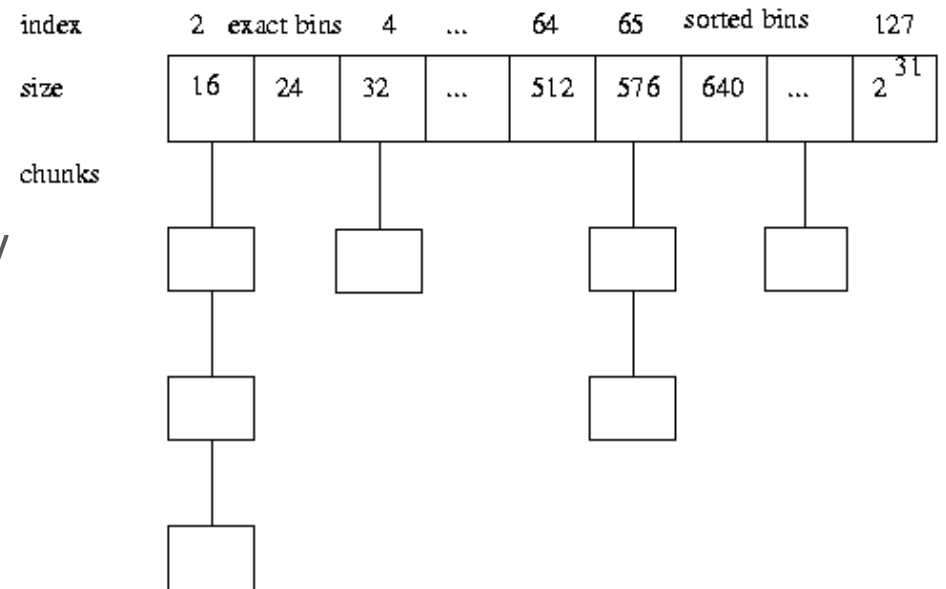 index 2 exact bins 4 ... 64 65 sorted bins 127
size 16 24 32 ... 512 576 640 ... 2^31
chunks
y